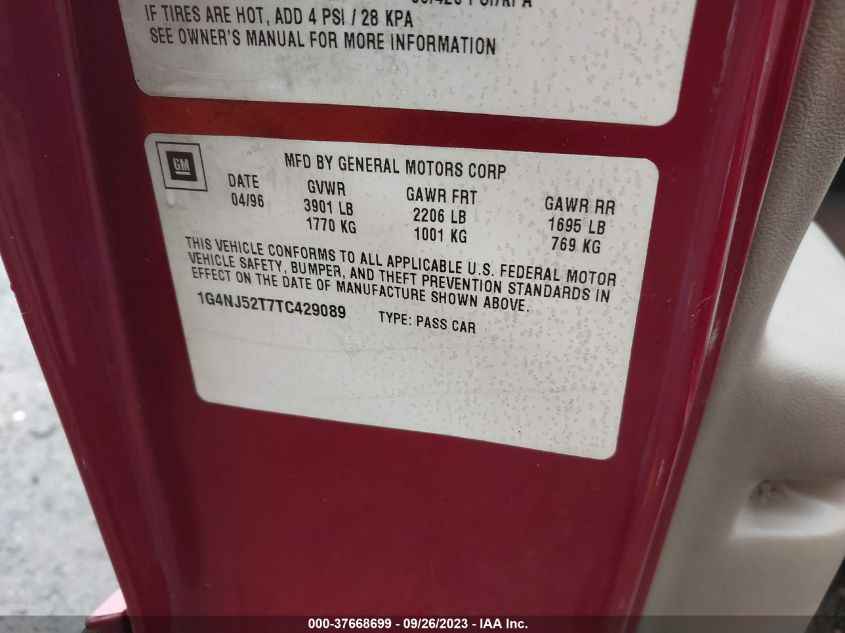 IF TIRES ARE HOT, ADD 4 PSI / 28 KPA
SEE OWNER'S MANUAL FOR MORE INFORMATION
GM
MFD BY GENERAL MOTORS CORP
DATE GVWR GAWR FRT GAWR RR
04/96 3901 LB 2206 LB 1695 LB
1770 KG 1001 KG 769 KG
THIS VEHICLE CONFORMS TO ALL APPLICABLE U.S. FEDERAL MOTOR
VEHICLE SAFETY, BUMPER, AND THEFT PREVENTION STANDARDS IN
EFFECT ON THE DATE OF MANUFACTURE SHOWN ABOVE.
1G4NJ52T7TC429089 TYPE: PASS CAR
000-37668699 - 09/26/2023 - IAA Inc.